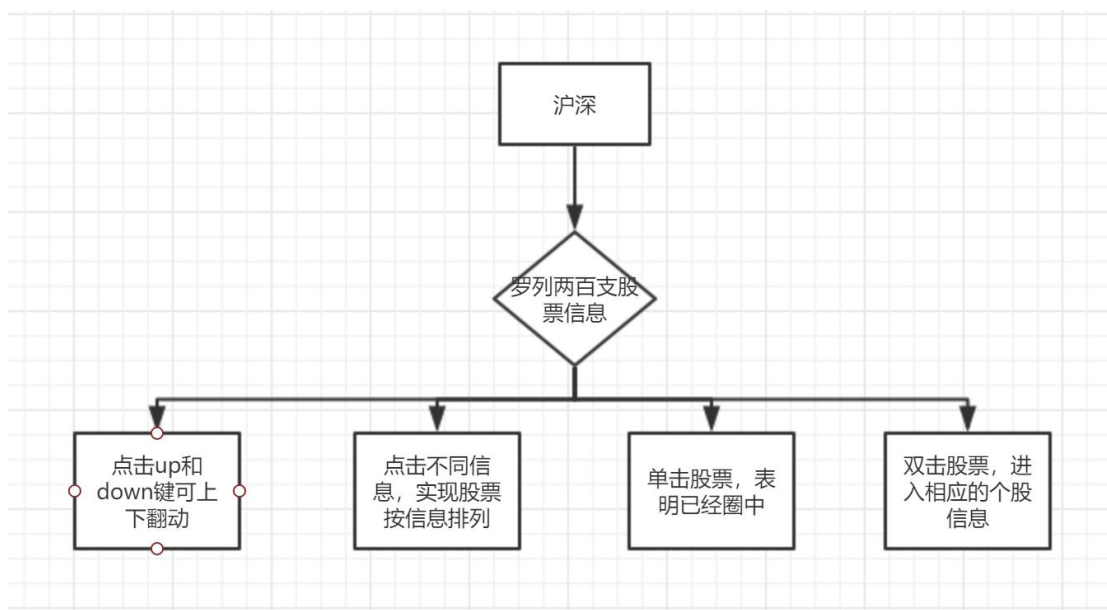 沪深
罗列两百支股
票信息
点击up和
down键可上
下翻动
点击不同信
息，实现股票
按信息排列
单击股票，表
明已经圈中
双击股票，进
入相应的个股
信息